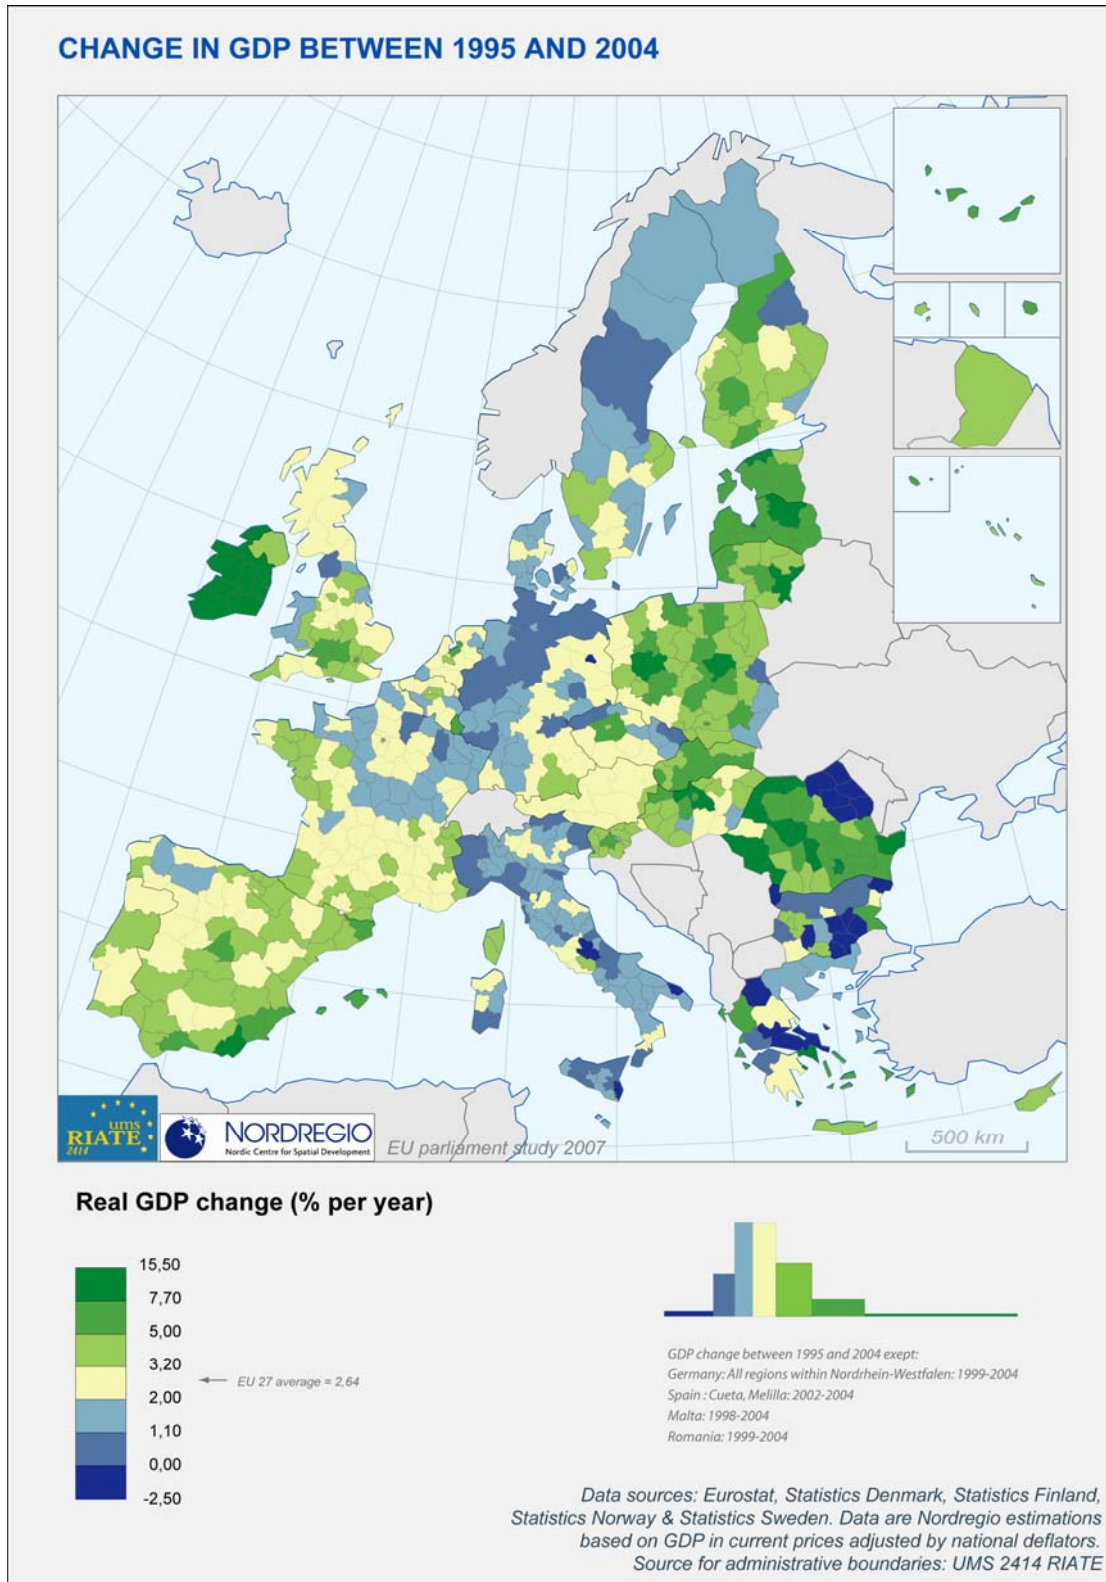 CHANGE IN GDP BETWEEN 1995 AND 2004
ums
RIATE
2414
NORDREGIO
Nordic Centre for Spatial Development
EU parliament study 2007
500 km
Real GDP change (% per year)
15,50
7,70
5,00
3,20
EU 27 average = 2,64
2,00
1,10
0,00
-2,50
GDP change between 1995 and 2004 exept:
Germany: All regions within Nordrhein-Westfalen: 1999-2004
Spain : Cueta, Melilla: 2002-2004
Malta: 1998-2004
Romania: 1999-2004
Data sources: Eurostat, Statistics Denmark, Statistics Finland,
Statistics Norway & Statistics Sweden. Data are Nordregio estimations
based on GDP in current prices adjusted by national deflators.
Source for administrative boundaries: UMS 2414 RIATE